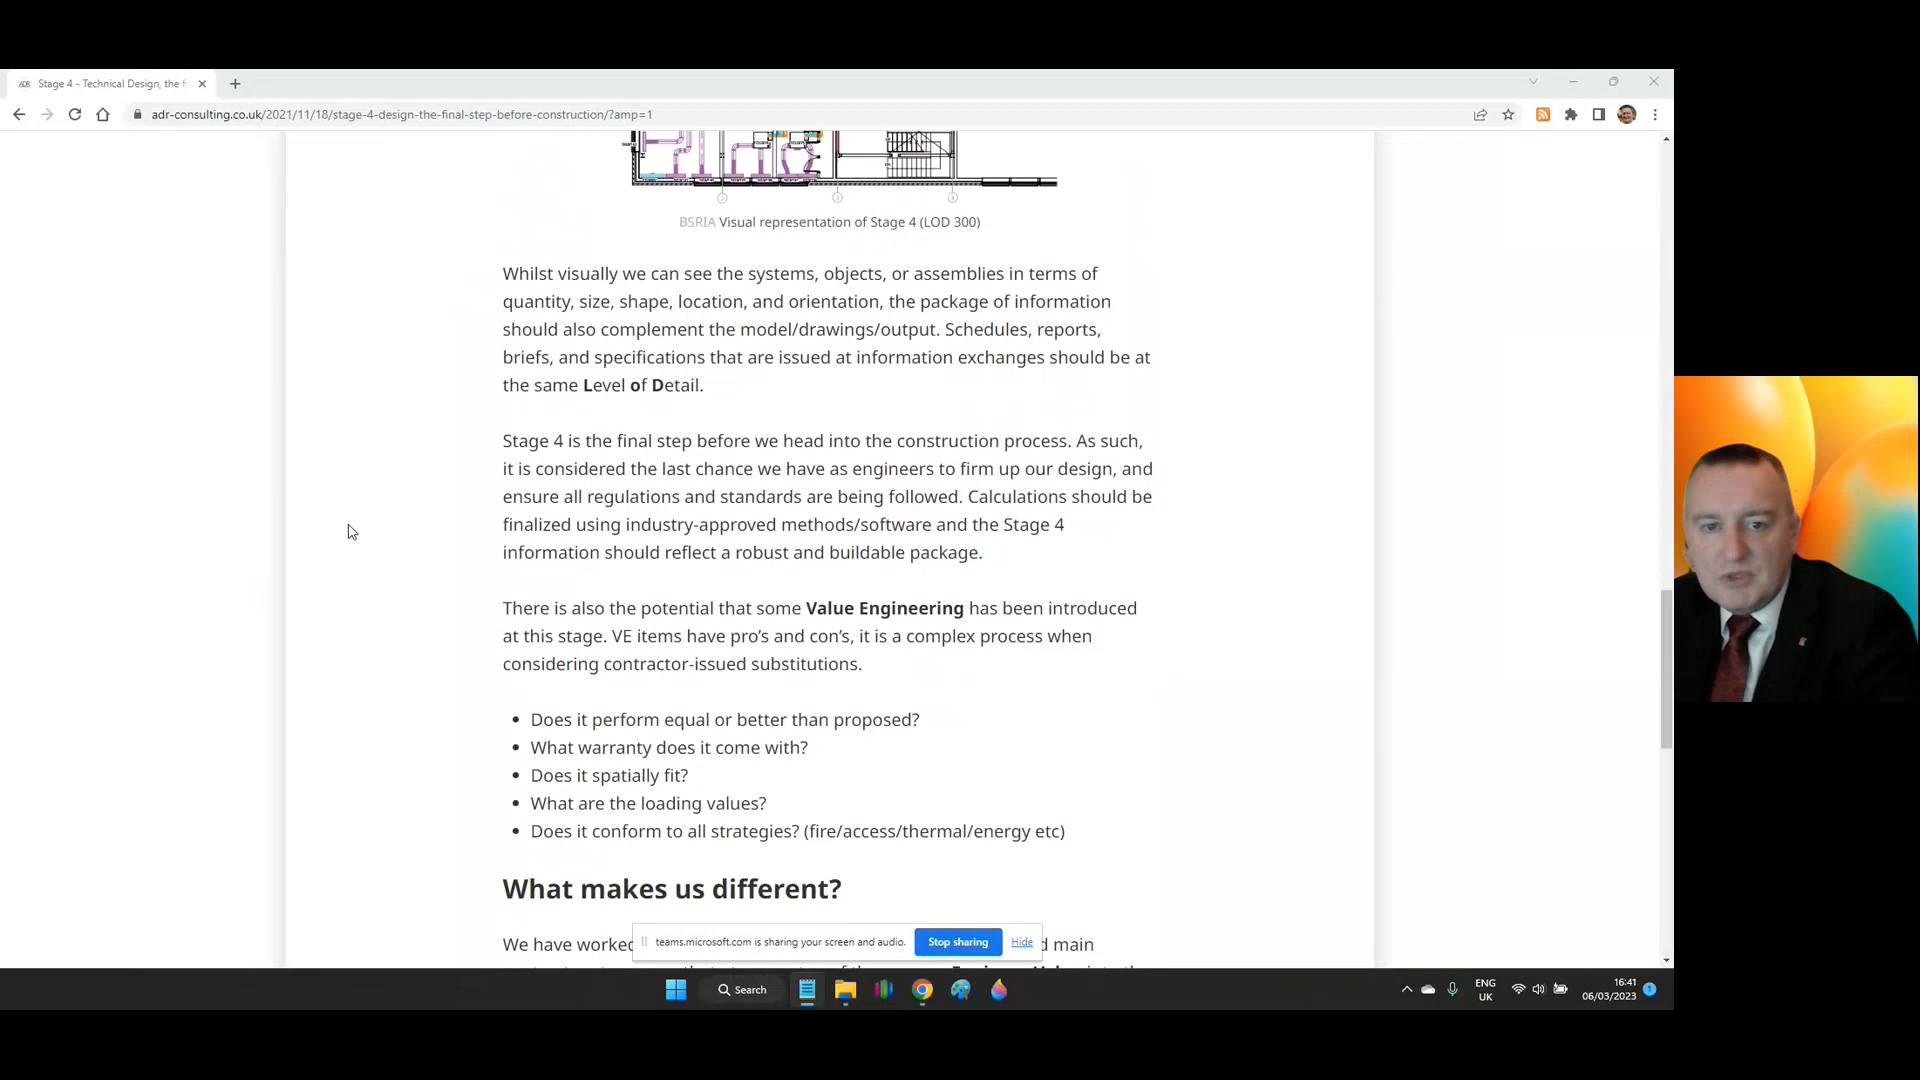 Stage 4 - Technical Design, the f
adr-consulting.co.uk/2021/11/18/stage-4-design-the-final-step-before-construction/?amp=1
BSRIA Visual representation of Stage 4 (LOD 300)
Whilst visually we can see the systems, objects, or assemblies in terms of
quantity, size, shape, location, and orientation, the package of information
should also complement the model/drawings/output. Schedules, reports,
briefs, and specifications that are issued at information exchanges should be at
the same Level of Detail.
Stage 4 is the final step before we head into the construction process. As such,
it is considered the last chance we have as engineers to firm up our design, and
ensure all regulations and standards are being followed. Calculations should be
finalized using industry-approved methods/software and the Stage 4
information should reflect a robust and buildable package.
There is also the potential that some Value Engineering has been introduced
at this stage. VE items have pro's and con's, it is a complex process when
considering contractor-issued substitutions.
Does it perform equal or better than proposed?
What warranty does it come with?
Does it spatially fit?
What are the loading values?
Does it conform to all strategies? (fire/access/thermal/energy etc)
What makes us different?
We have worked
main
teams.microsoft.com is sharing your screen and audio.
Stop sharing
Hide
Search
ENG
UK
16:41
06/03/2023
1